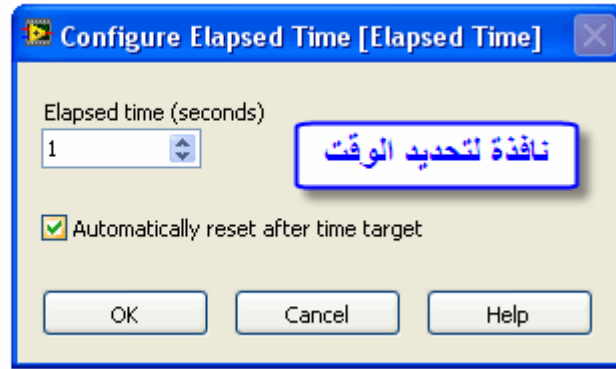 Configure Elapsed Time [Elapsed Time]
Elapsed time (seconds)
1
نافذة لتحديد الوقت
Automatically reset after time target
OK Cancel Help